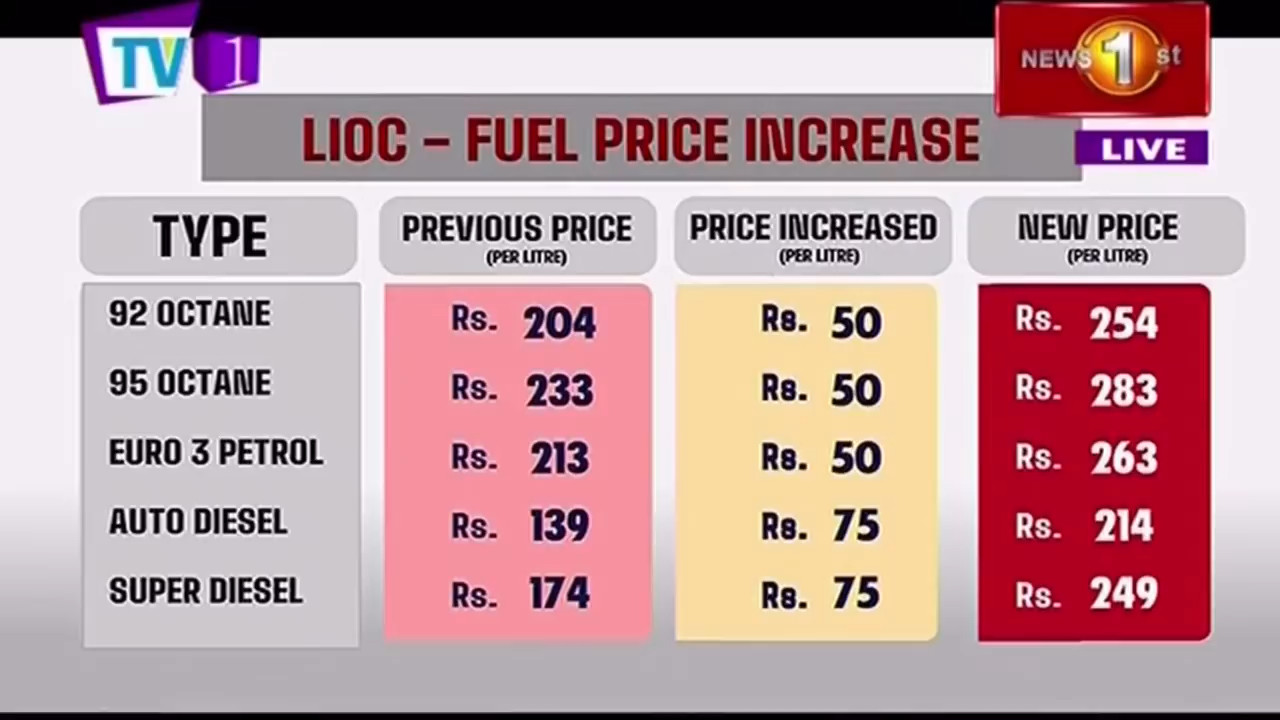 TV 1
NEWS 1st
LIOC – FUEL PRICE INCREASE
LIVE
TYPE
PREVIOUS PRICE
(PER LITRE)
PRICE INCREASED
(PER LITRE)
NEW PRICE
(PER LITRE)
92 OCTANE Rs. 204 Rs. 50 Rs. 254
95 OCTANE Rs. 233 Rs. 50 Rs. 283
EURO 3 PETROL Rs. 213 Rs. 50 Rs. 263
AUTO DIESEL Rs. 139 Rs. 75 Rs. 214
SUPER DIESEL Rs. 174 Rs. 75 Rs. 249